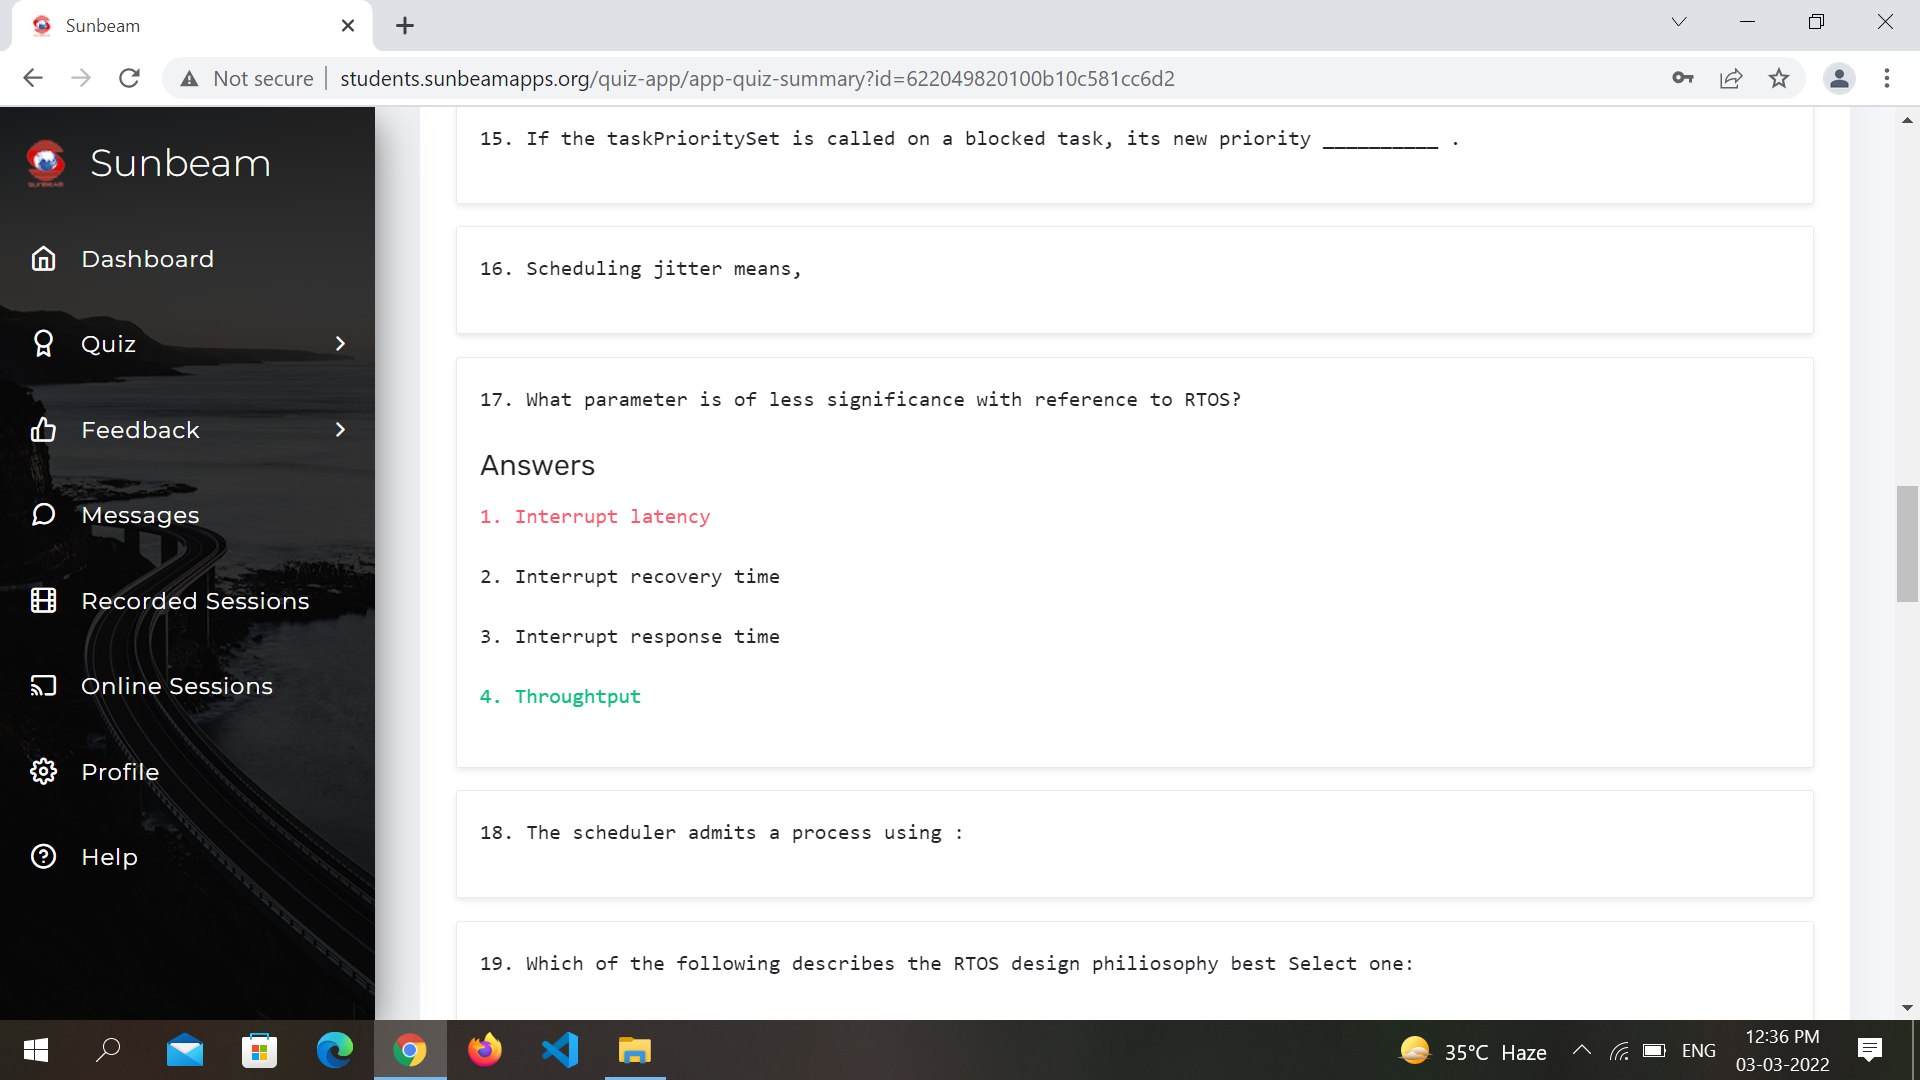 Sunbeam
Not secure
students.sunbeamapps.org/quiz-app/app-quiz-summary?id=622049820100b10c581cc6d2
Sunbeam
Dashboard
Quiz
Feedback
Messages
Recorded Sessions
Online Sessions
Profile
Help
15. If the taskPrioritySet is called on a blocked task, its new priority __________ .
16. Scheduling jitter means,
17. What parameter is of less significance with reference to RTOS?
Answers
1. Interrupt latency
2. Interrupt recovery time
3. Interrupt response time
4. Throughtput
18. The scheduler admits a process using :
19. Which of the following describes the RTOS design philiosophy best Select one:
35°C Haze
ENG
12:36 PM
03-03-2022